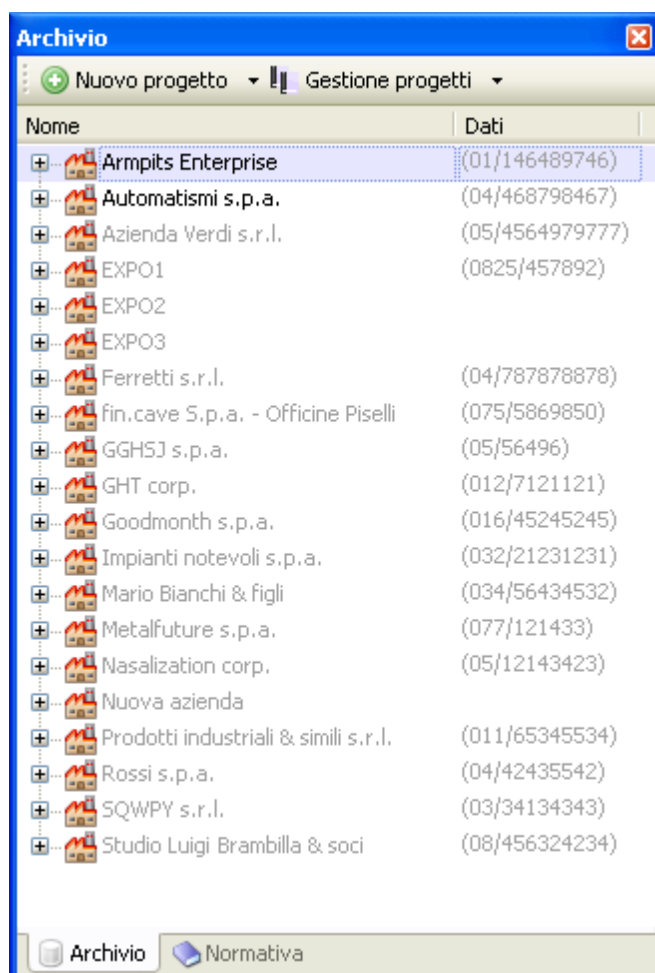 Archivio
Nuovo progetto Gestione progetti
Nome Dati
Armpits Enterprise (01/146489746)
Automatismi s.p.a. (04/468798467)
Azienda Verdi s.r.l. (05/4564979777)
EXPO1 (0825/457892)
EXPO2
EXPO3
Ferretti s.r.l. (04/787878878)
fin.cave S.p.a. - Officine Piselli (075/5869850)
GGHSJ s.p.a. (05/56496)
GHT corp. (012/7121121)
Goodmonth s.p.a. (016/45245245)
Impianti notevoli s.p.a. (032/21231231)
Mario Bianchi & figli (034/56434532)
Metalfuture s.p.a. (077/121433)
Nasalization corp. (05/12143423)
Nuova azienda
Prodotti industriali & simili s.r.l. (011/65345534)
Rossi s.p.a. (04/42435542)
SQWPY s.r.l. (03/34134343)
Studio Luigi Brambilla & soci (08/456324234)
Archivio Normativa